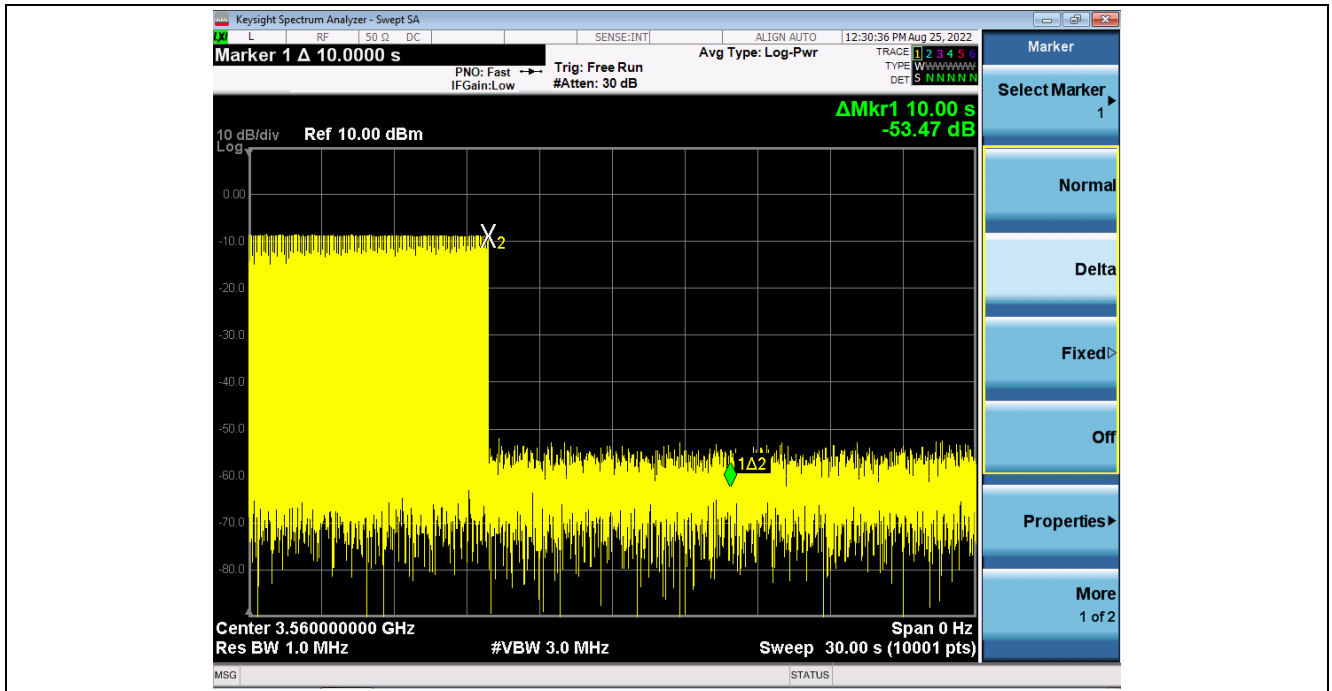 Keysight Spectrum Analyzer - Swept SA
L RF 50 Ω DC SENSE:INT ALIGN AUTO 12:30:36 PM Aug 25, 2022
Marker 1 Δ 10.0000 s
PNO: Fast
IFGain:Low
Trig: Free Run
#Atten: 30 dB
Avg Type: Log-Pwr
TRACE 1 2 3 4 5 6
TYPE WWWWWW
DET S N N N N N
ΔMkr1 10.00 s
-53.47 dB
10 dB/div Ref 10.00 dBm
Log
0.00
-10.0
-20.0
-30.0
-40.0
-50.0
-60.0
-70.0
-80.0
X2
1Δ2
Center 3.560000000 GHz Span 0 Hz
Res BW 1.0 MHz #VBW 3.0 MHz Sweep 30.00 s (10001 pts)
MSG STATUS
Marker
Select Marker
1
Normal
Delta
Fixed
Off
Properties
More
1 of 2